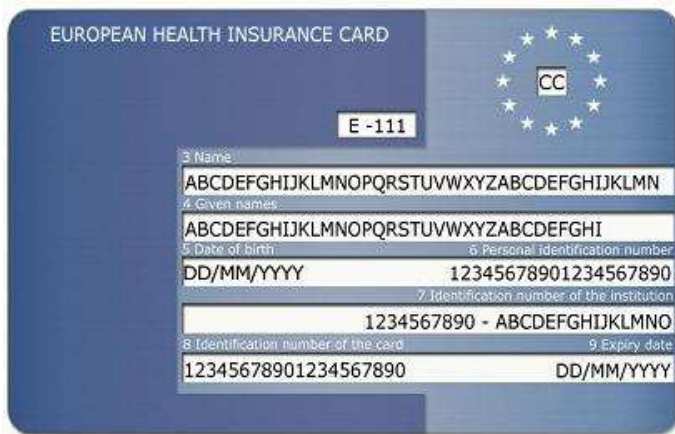 EUROPEAN HEALTH INSURANCE CARD
CC
E -111
3 Name
ABCDEFGHIJKLMNOPQRSTUVWXYZABCDEFGHIJKLMN
4 Given names
ABCDEFGHIJKLMNOPQRSTUVWXYZABCDEFGHI
5 Date of birth 6 Personal identification number
DD/MM/YYYY 12345678901234567890
7 Identification number of the institution
1234567890 - ABCDEFGHIJKLMNO
8 Identification number of the card 9 Expiry date
12345678901234567890 DD/MM/YYYY